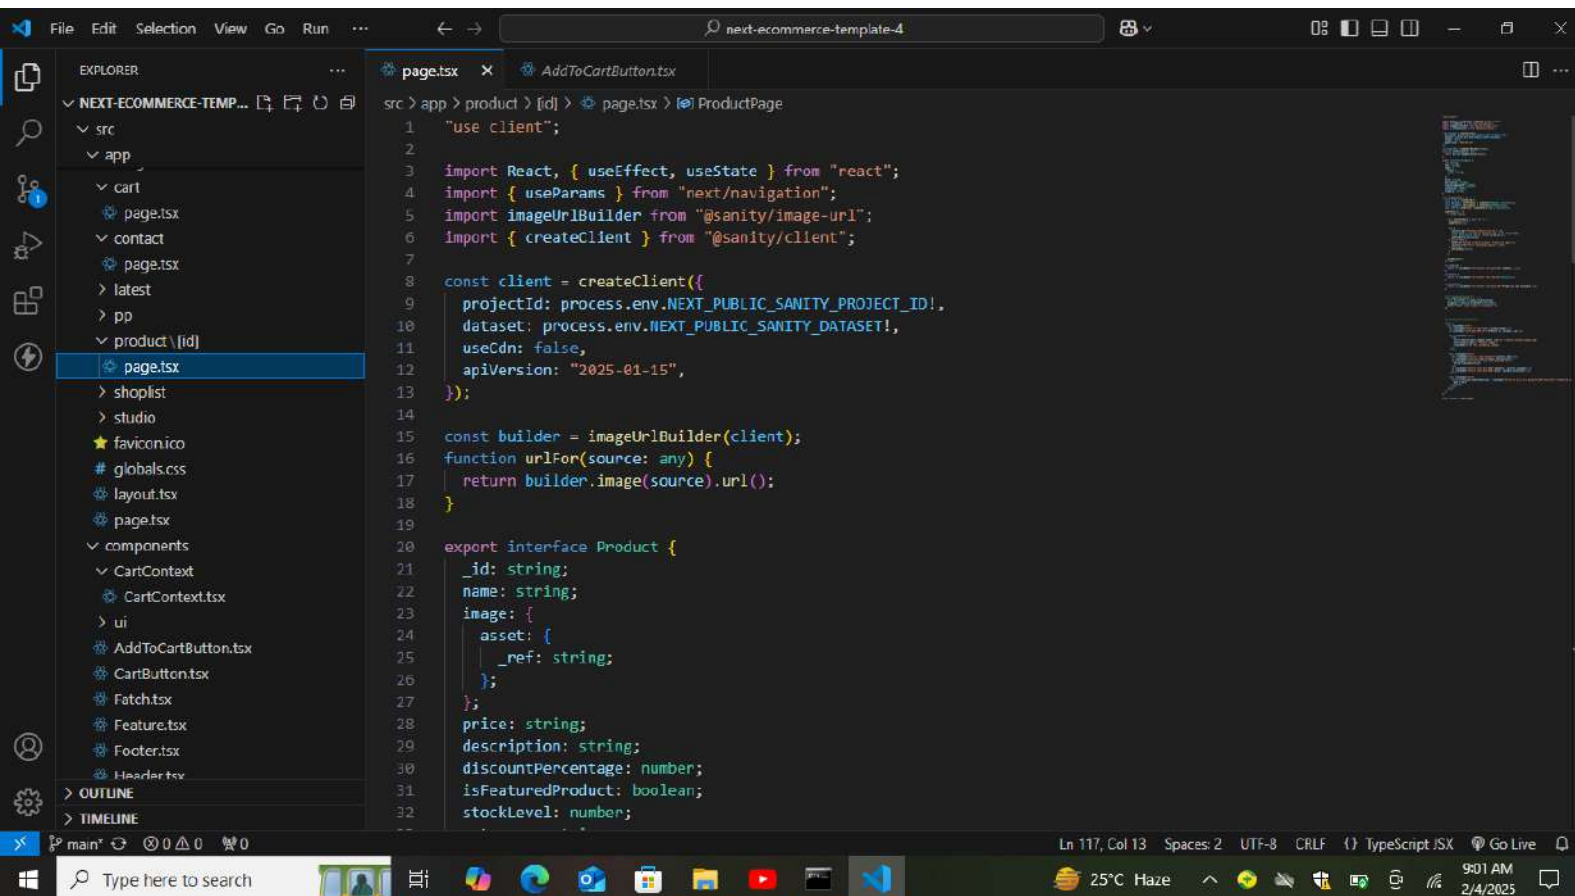 File Edit Selection View Go Run ···
next-ecommerce-template-4
EXPLORER
NEXT-ECOMMERCE-TEMP...
src
app
cart
page.tsx
contact
page.tsx
latest
pp
product\[id]
page.tsx
shoplist
studio
favicon.ico
globals.css
layout.tsx
page.tsx
components
CartContext
CartContext.tsx
ui
AddToCartButton.tsx
CartButton.tsx
Fatch.tsx
Feature.tsx
Footer.tsx
Header.tsx
OUTLINE
TIMELINE
page.tsx AddToCartButton.tsx
src > app > product > [id] > page.tsx > ProductPage
1 "use client";
2
3 import React, { useEffect, useState } from "react";
4 import { useParams } from "next/navigation";
5 import imageUrlBuilder from "@sanity/image-url";
6 import { createClient } from "@sanity/client";
7
8 const client = createClient({
9 projectId: process.env.NEXT_PUBLIC_SANITY_PROJECT_ID!,
10 dataset: process.env.NEXT_PUBLIC_SANITY_DATASET!,
11 useCdn: false,
12 apiVersion: "2025-01-15",
13 });
14
15 const builder = imageUrlBuilder(client);
16 function urlFor(source: any) {
17 return builder.image(source).url();
18 }
19
20 export interface Product {
21 _id: string;
22 name: string;
23 image: {
24 asset: {
25 _ref: string;
26 };
27 };
28 price: string;
29 description: string;
30 discountPercentage: number;
31 isFeaturedProduct: boolean;
32 stockLevel: number;
main* 0 0 0
Ln 117, Col 13 Spaces: 2 UTF-8 CRLF {} TypeScript JSX Go Live
Type here to search
25°C Haze
9:01 AM
2/4/2025